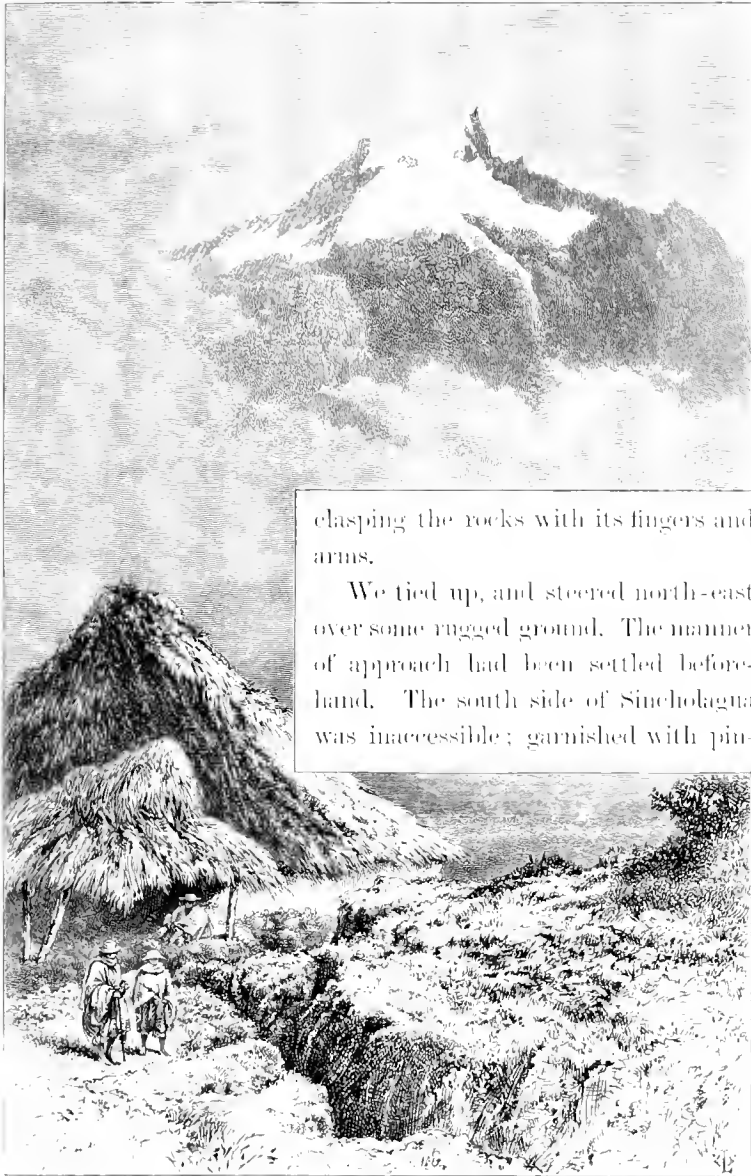 clasping the rocks with its fingers and
arms.
We tied up, and steered north-east
over some rugged ground. The manner
of approach had been settled before-
hand. The south side of Sincholagua
was inaccessible; garnished with pin-